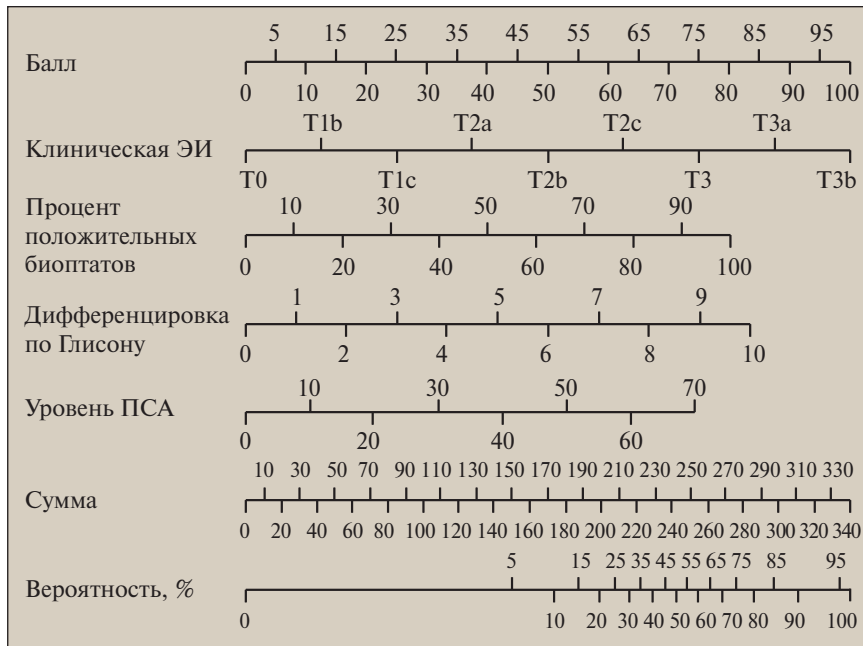 5 15 25 35 45 55 65 75 85 95
Балл
0 10 20 30 40 50 60 70 80 90 100
T1b T2a T2c T3a
Клиническая ЭИ
T0 T1c T2b T3 T3b
Процент
10 30 50 70 90
положительных
биоптатов
0 20 40 60 80 100
1 3 5 7 9
Дифференцировка
по Глисону
0 2 4 6 8 10
10 30 50 70
Уровень ПСА
0 20 40 60
10 30 50 70 90 110 130 150 170 190 210 230 250 270 290 310 330
Сумма
0 20 40 60 80 100 120 140 160 180 200 220 240 260 280 300 320 340
5 15 25 35 45 55 65 75 85 95
Вероятность, %
0 10 20 30 40 50 60 70 80 90 100